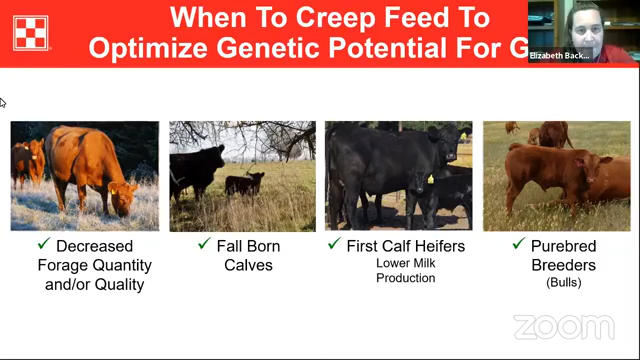 When To Creep Feed To
Optimize Genetic Potential For G
Elizabeth Back...
✓ Decreased
Forage Quantity
and/or Quality
✓ Fall Born
Calves
✓ First Calf Heifers
Lower Milk
Production
✓ Purebred
Breeders
(Bulls)
zoom